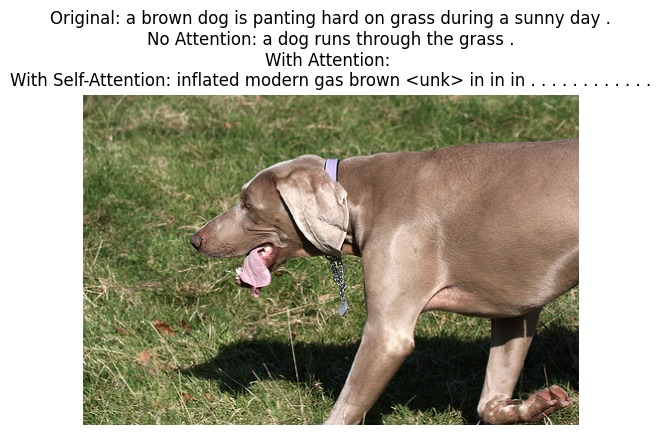 Original: a brown dog is panting hard on grass during a sunny day .
No Attention: a dog runs through the grass .
With Attention:
With Self-Attention: inflated modern gas brown <unk> in in in . . . . . . . . . . . .